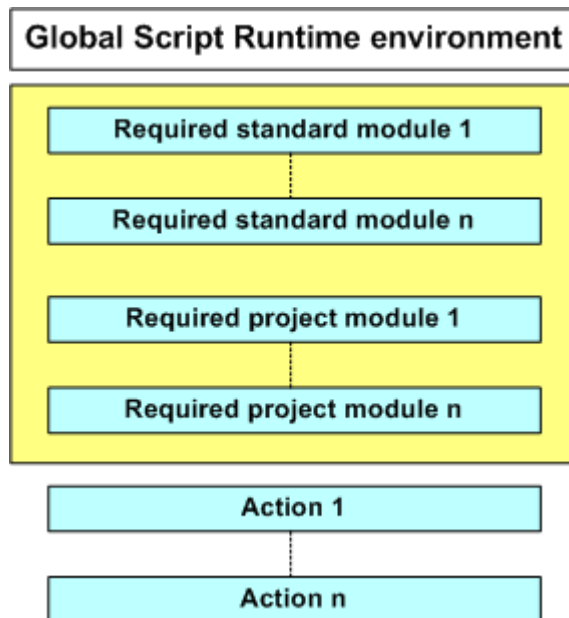 Global Script Runtime environment
Required standard module 1
Required standard module n
Required project module 1
Required project module n
Action 1
Action n